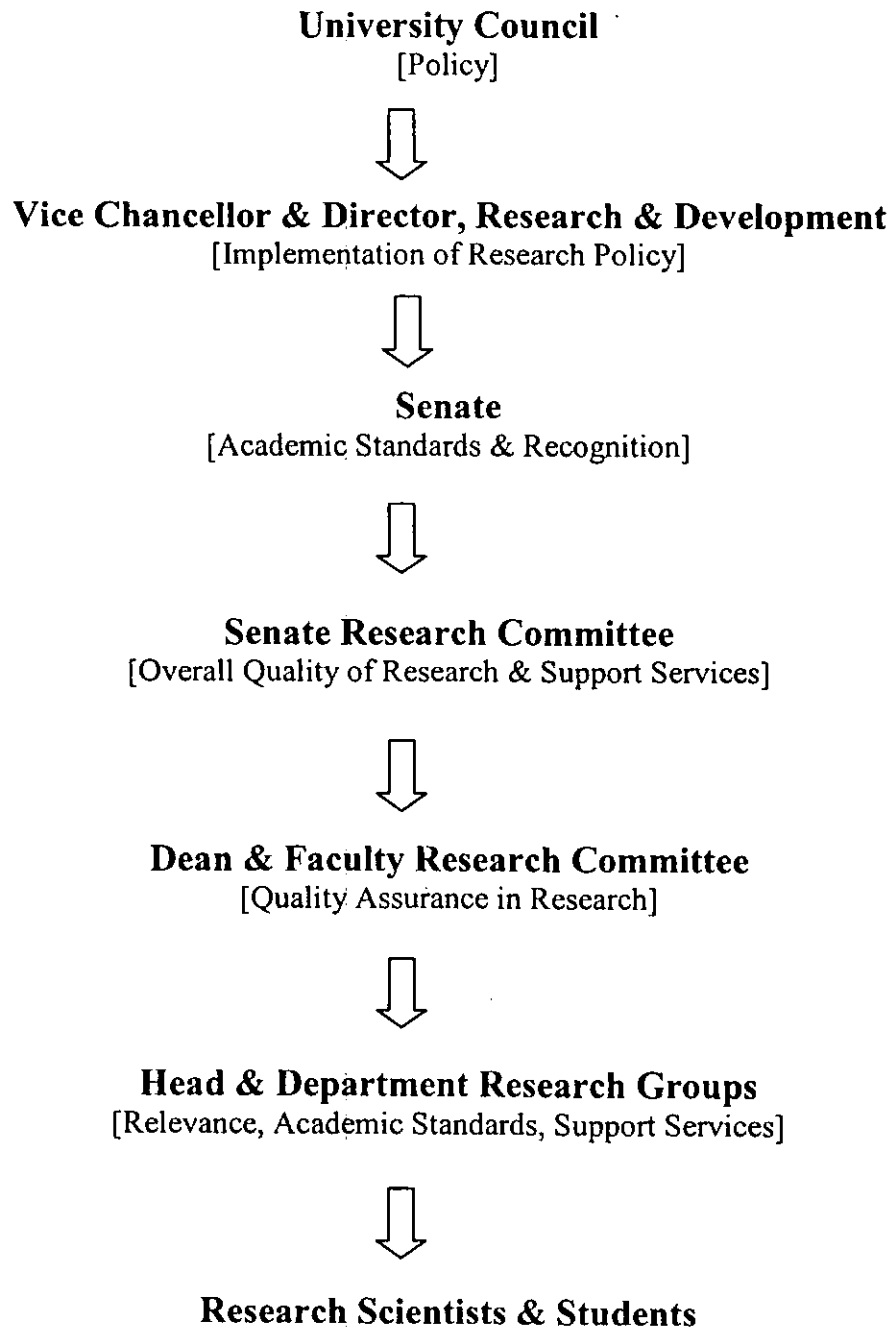 University Council
[Policy]
Vice Chancellor & Director, Research & Development
[Implementation of Research Policy]
Senate
[Academic Standards & Recognition]
Senate Research Committee
[Overall Quality of Research & Support Services]
Dean & Faculty Research Committee
[Quality Assurance in Research]
Head & Department Research Groups
[Relevance, Academic Standards, Support Services]
Research Scientists & Students